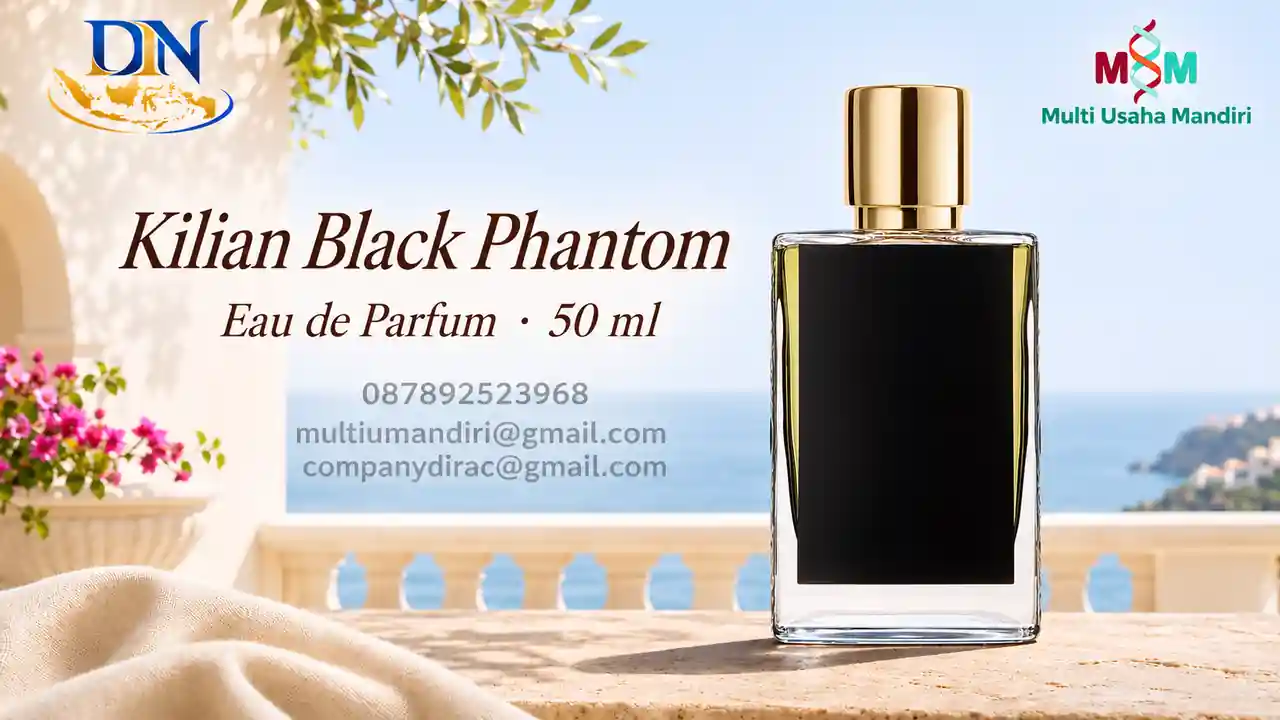 DN
MSM
Multi Usaha Mandiri
Kilian Black Phantom
Eau de Parfum · 50 ml
087892523968
multiumandiri@gmail.com
companydirac@gmail.com